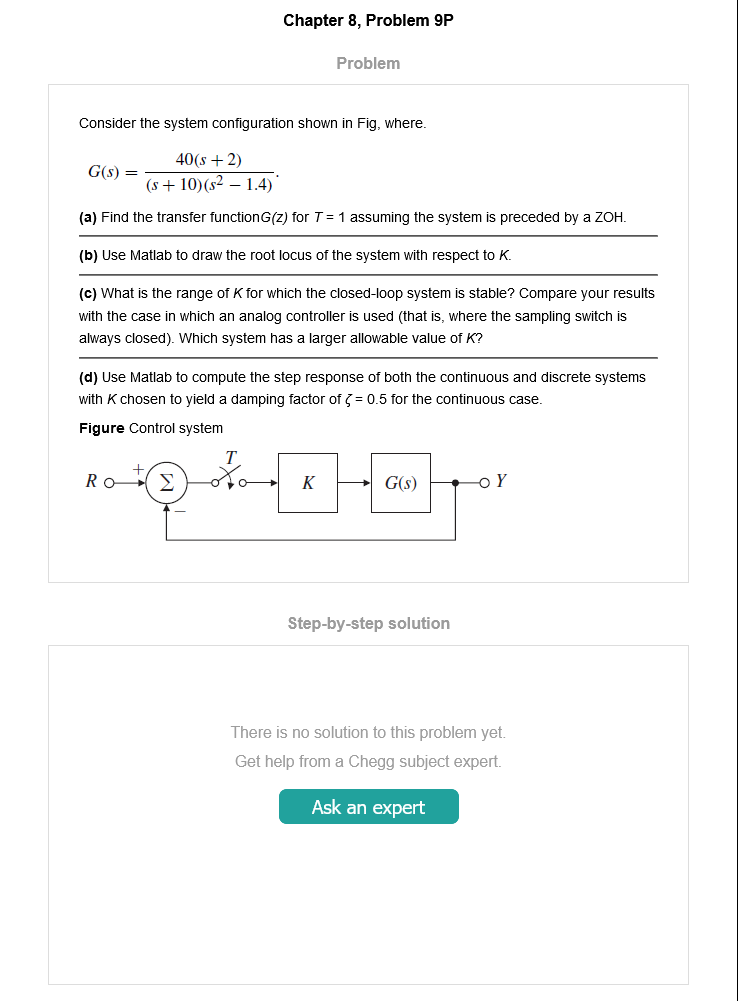 Chapter 8, Problem 9P
Problem
Consider the system configuration shown in Fig, where.
G(s) = 40(s + 2) / (s + 10)(s² – 1.4) .
(a) Find the transfer functionG(z) for T = 1 assuming the system is preceded by a ZOH.
(b) Use Matlab to draw the root locus of the system with respect to K.
(c) What is the range of K for which the closed-loop system is stable? Compare your results
with the case in which an analog controller is used (that is, where the sampling switch is
always closed). Which system has a larger allowable value of K?
(d) Use Matlab to compute the step response of both the continuous and discrete systems
with K chosen to yield a damping factor of ζ = 0.5 for the continuous case.
Figure Control system
T
R + Σ K G(s) Y
–
Step-by-step solution
There is no solution to this problem yet.
Get help from a Chegg subject expert.
Ask an expert